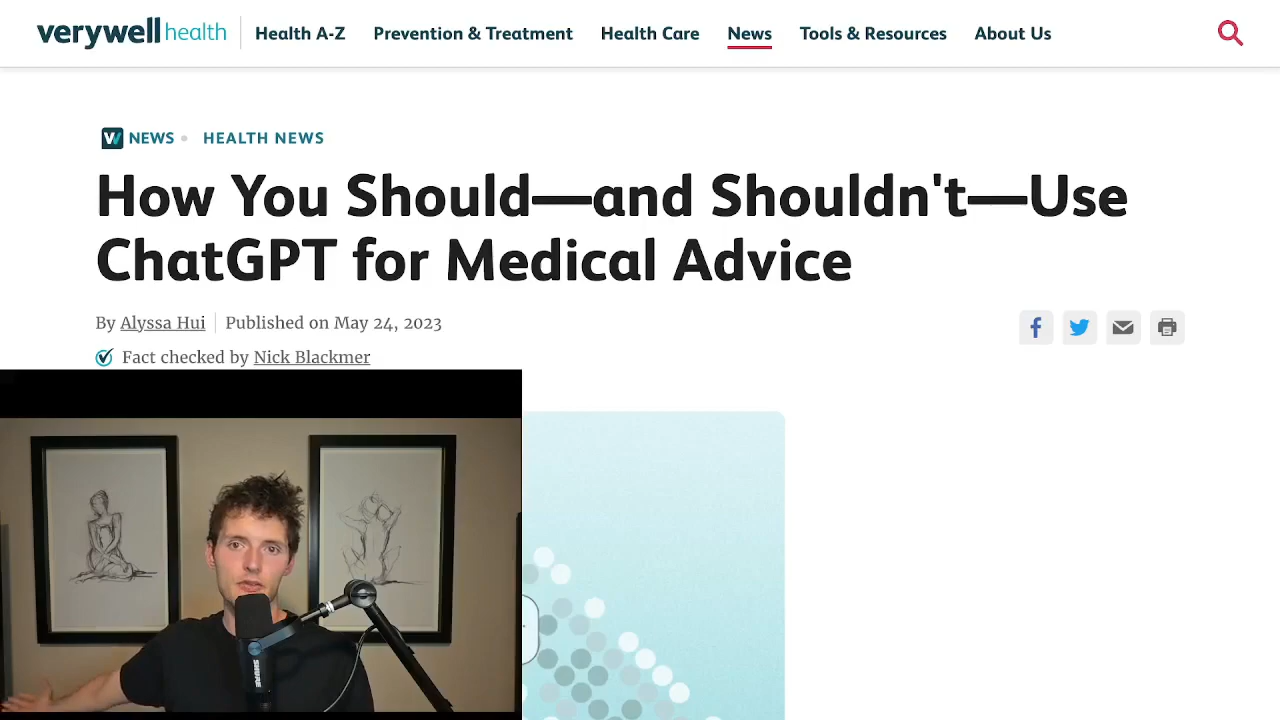 verywell health
Health A-Z Prevention & Treatment Health Care News Tools & Resources About Us
NEWS HEALTH NEWS
How You Should—and Shouldn't—Use
ChatGPT for Medical Advice
By Alyssa Hui Published on May 24, 2023
Fact checked by Nick Blackmer
SHURE